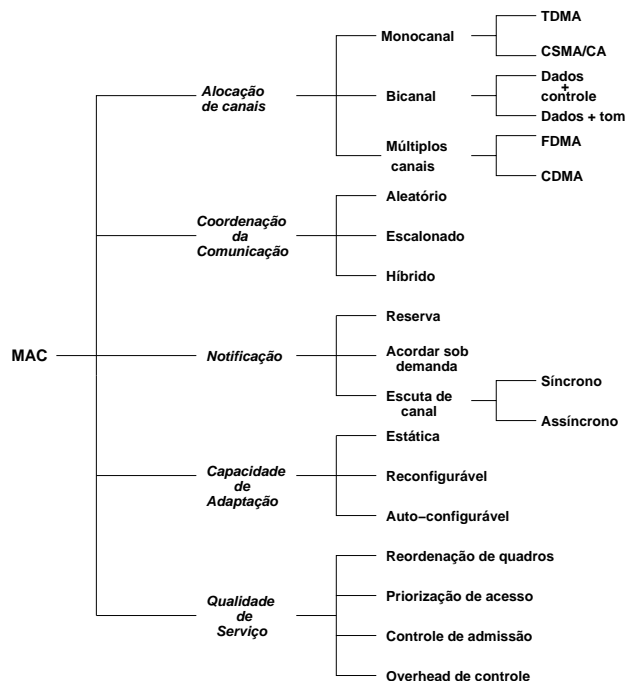 MAC
Alocação
de canais
Monocanal
TDMA
CSMA/CA
Bicanal
Dados
+
controle
Dados + tom
Múltiplos
canais
FDMA
CDMA
Coordenação
da
Comunicação
Aleatório
Escalonado
Híbrido
Notificação
Reserva
Acordar sob
demanda
Escuta de
canal
Síncrono
Assíncrono
Capacidade
de
Adaptação
Estática
Reconfigurável
Auto−configurável
Qualidade
de
Serviço
Reordenação de quadros
Priorização de acesso
Controle de admissão
Overhead de controle